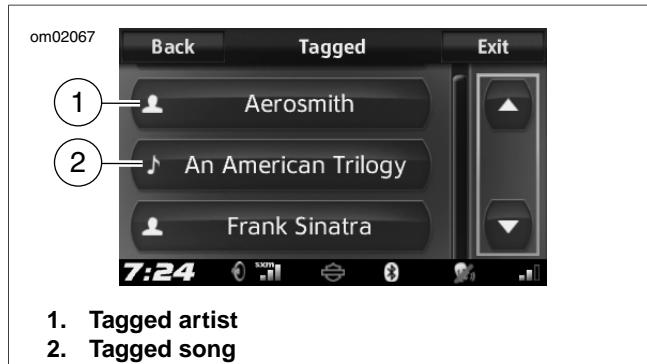 om02067
Back Tagged Exit
1 Aerosmith
2 An American Trilogy
Frank Sinatra
7:24 sxm
1. Tagged artist
2. Tagged song